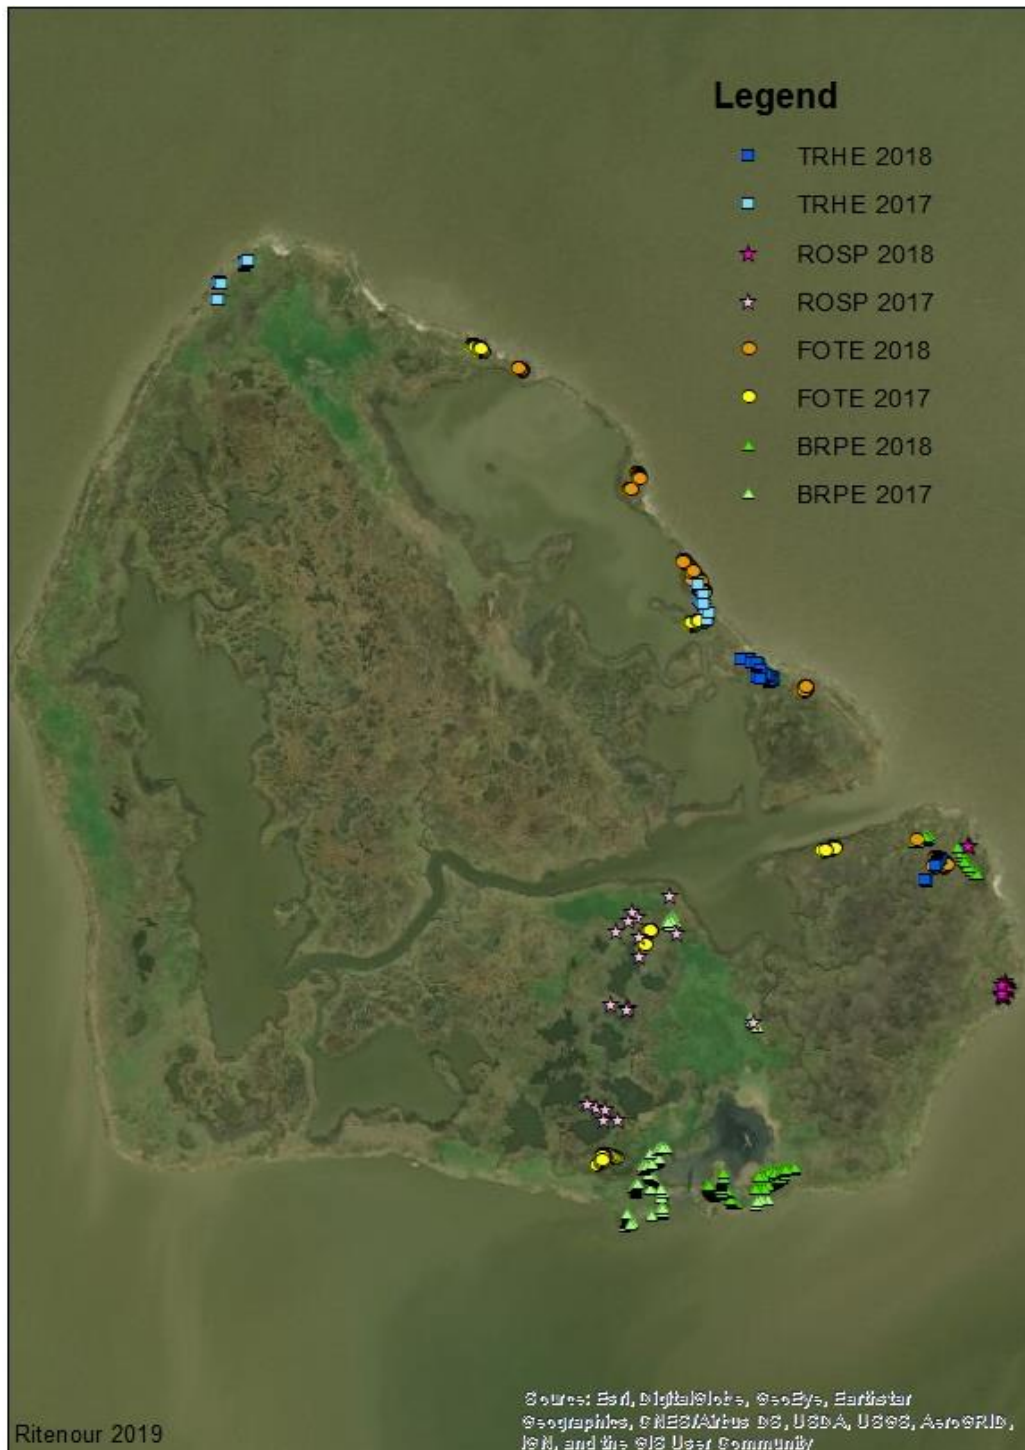 Legend
TRHE 2018
TRHE 2017
ROSP 2018
ROSP 2017
FOTE 2018
FOTE 2017
BRPE 2018
BRPE 2017
Source: Esri, DigitalGlobe, GeoEye, Earthstar
Geographics, CNES/Airbus DS, USDA, USGS, AeroGRID,
IGN, and the GIS User Community
Ritenour 2019